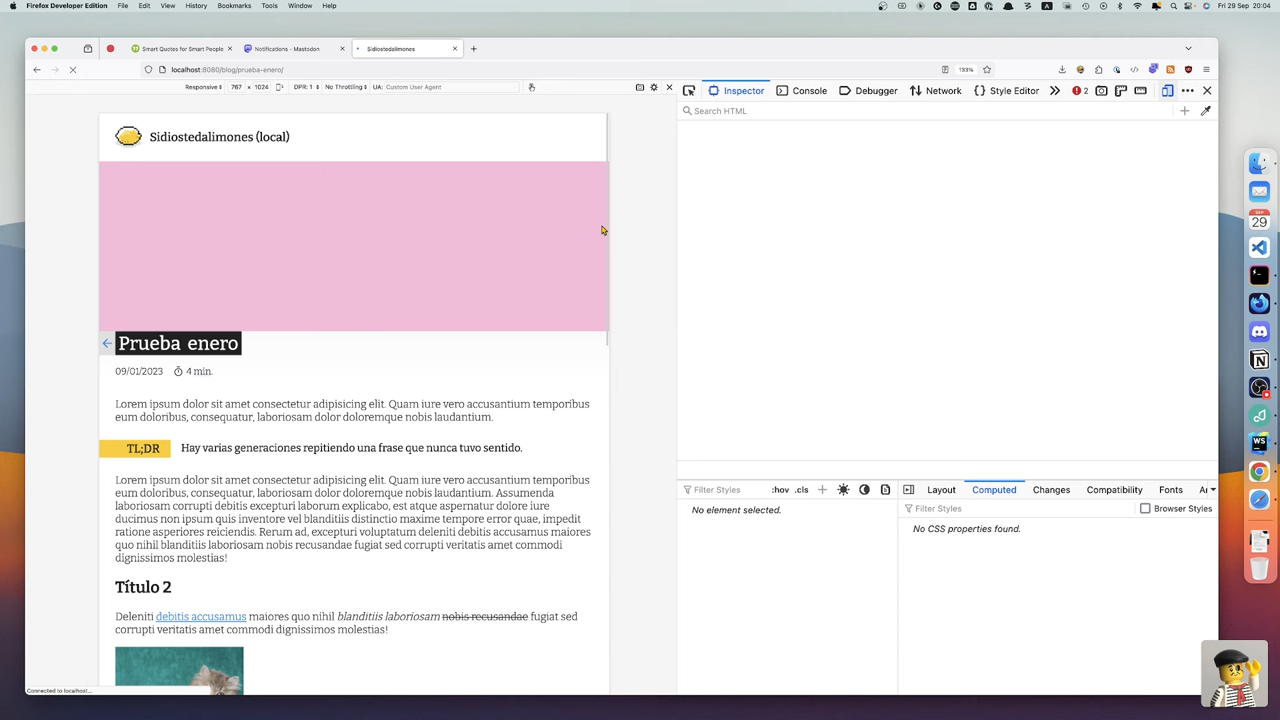 Firefox Developer Edition File Edit View History Bookmarks Tools Window Help
A
Fri 29 Sep 20:04
Smart Quotes for Smart People
Notifications - Mastodon
Sidiostedalimones
localhost:8080/blog/prueba-enero/
133%
Responsive 767 × 1024 DPR: 1 No Throttling UA: Custom User Agent
Inspector Console Debugger Network Style Editor 2
Search HTML
Sidiostedalimones (local)
Prueba enero
09/01/2023 4 min.
Lorem ipsum dolor sit amet consectetur adipisicing elit. Quam iure vero accusantium temporibus
eum doloribus, consequatur, laboriosam dolor doloremque nobis laudantium.
TL;DR Hay varias generaciones repitiendo una frase que nunca tuvo sentido.
Lorem ipsum dolor sit amet consectetur adipisicing elit. Quam iure vero accusantium temporibus
eum doloribus, consequatur, laboriosam dolor doloremque nobis laudantium. Assumenda
laboriosam corrupti debitis excepturi laborum explicabo, est atque aspernatur dolore iure
ducimus non ipsum quis inventore vel blanditiis distinctio maxime tempore error quae, impedit
ratione asperiores reiciendis. Rerum ad, excepturi voluptatum deleniti debitis accusamus maiores
quo nihil blanditiis laboriosam nobis recusandae fugiat sed corrupti veritatis amet commodi
dignissimos molestias!
Título 2
Deleniti debitis accusamus maiores quo nihil blanditiis laboriosam nobis recusandae fugiat sed
corrupti veritatis amet commodi dignissimos molestias!
Connected to localhost...
Filter Styles :hov .cls
No element selected.
Layout Computed Changes Compatibility Fonts
Filter Styles Browser Styles
No CSS properties found.
SEP
29
WS